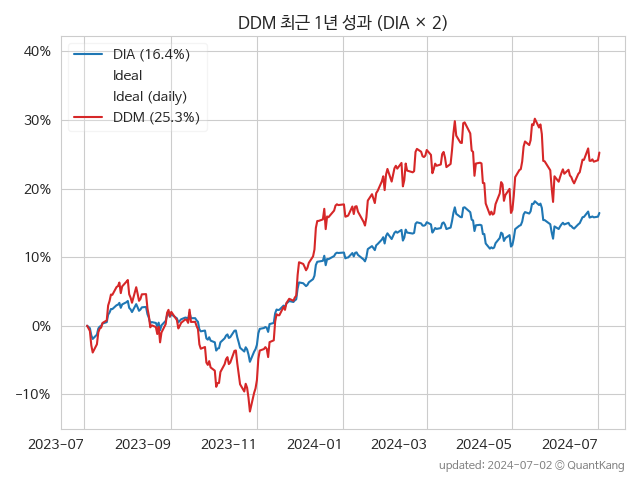 DDM 최근 1년 성과 (DIA × 2)
40%
30%
20%
10%
0%
−10%
DIA (16.4%)
Ideal
Ideal (daily)
DDM (25.3%)
2023−07
2023−09
2023−11
2024−01
2024−03
2024−05
2024−07
updated: 2024-07-02 © QuantKang